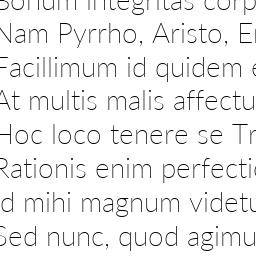 Bonum integritas corp
Nam Pyrrho, Aristo, Er
Facillimum id quidem e
At multis malis affectu
Hoc loco tenere se Tr
Rationis enim perfectio
Id mihi magnum videtu
Sed nunc, quod agimu